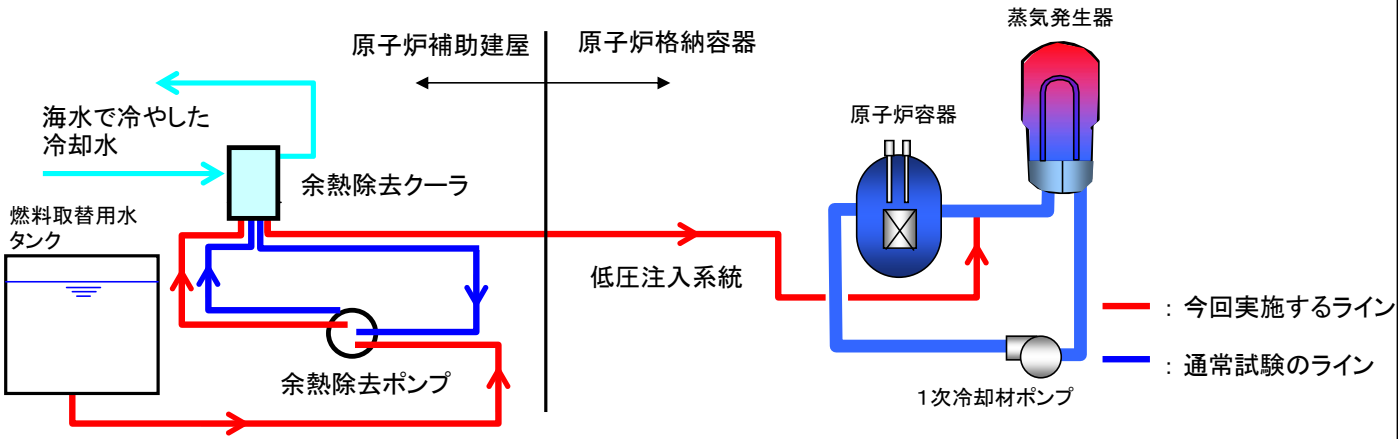 蒸気発生器
原子炉補助建屋
原子炉格納容器
海水で冷やした
冷却水
原子炉容器
余熱除去クーラ
燃料取替用水
タンク
低圧注入系統
: 今回実施するライン
: 通常試験のライン
余熱除去ポンプ
1次冷却材ポンプ